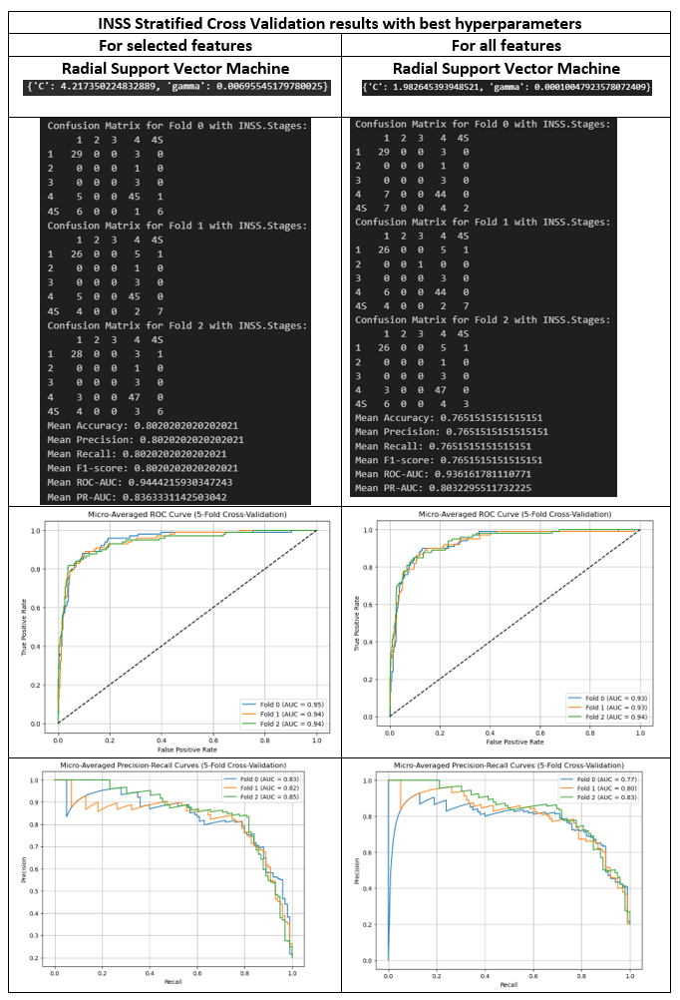 INSS Stratified Cross Validation results with best hyperparameters
For selected features
For all features
Radial Support Vector Machine
{'C': 4.217350224832889, 'gamma': 0.00695545179780025}
Radial Support Vector Machine
{'C': 1.982645393948521, 'gamma': 0.00010047923578072409}
Confusion Matrix for Fold 0 with INSS.Stages:
1 2 3 4 4S
1 29 0 0 3 0
2 0 0 0 1 0
3 0 0 0 3 0
4 5 0 0 45 1
4S 6 0 0 1 6
Confusion Matrix for Fold 1 with INSS.Stages:
1 2 3 4 4S
1 26 0 0 5 1
2 0 0 0 1 0
3 0 0 0 3 0
4 5 0 0 45 0
4S 4 0 0 2 7
Confusion Matrix for Fold 2 with INSS.Stages:
1 2 3 4 4S
1 28 0 0 3 1
2 0 0 0 1 0
3 0 0 0 3 0
4 3 0 0 47 0
4S 4 0 0 3 6
Mean Accuracy: 0.8020202020202021
Mean Precision: 0.8020202020202021
Mean Recall: 0.8020202020202021
Mean F1-score: 0.8020202020202021
Mean ROC-AUC: 0.9444215930347243
Mean PR-AUC: 0.8363331142503042
Confusion Matrix for Fold 0 with INSS.Stages:
1 2 3 4 4S
1 29 0 0 3 0
2 0 0 0 1 0
3 0 0 0 3 0
4 7 0 0 44 0
4S 7 0 0 4 2
Confusion Matrix for Fold 1 with INSS.Stages:
1 2 3 4 4S
1 26 0 0 5 1
2 0 0 1 0 0
3 0 0 0 3 0
4 6 0 0 44 0
4S 4 0 0 2 7
Confusion Matrix for Fold 2 with INSS.Stages:
1 2 3 4 4S
1 26 0 0 5 1
2 0 0 0 1 0
3 0 0 0 3 0
4 3 0 0 47 0
4S 6 0 0 4 3
Mean Accuracy: 0.7651515151515151
Mean Precision: 0.7651515151515151
Mean Recall: 0.7651515151515151
Mean F1-score: 0.7651515151515151
Mean ROC-AUC: 0.936161781110771
Mean PR-AUC: 0.8032295511732225
Micro-Averaged ROC Curve (5-Fold Cross-Validation)
1.0
0.8
0.6
0.4
0.2
0.0
True Positive Rate
Fold 0 (AUC = 0.95)
Fold 1 (AUC = 0.94)
Fold 2 (AUC = 0.94)
0.0 0.2 0.4 0.6 0.8 1.0
False Positive Rate
Micro-Averaged ROC Curve (5-Fold Cross-Validation)
1.0
0.8
0.6
0.4
0.2
0.0
True Positive Rate
Fold 0 (AUC = 0.93)
Fold 1 (AUC = 0.93)
Fold 2 (AUC = 0.94)
0.0 0.2 0.4 0.6 0.8 1.0
False Positive Rate
Micro-Averaged Precision-Recall Curves (5-Fold Cross-Validation)
Fold 0 (AUC = 0.83)
Fold 1 (AUC = 0.82)
Fold 2 (AUC = 0.85)
1.0
0.9
0.8
0.7
0.6
0.5
0.4
0.3
0.2
Precision
0.0 0.2 0.4 0.6 0.8 1.0
Recall
Micro-Averaged Precision-Recall Curves (5-Fold Cross-Validation)
Fold 0 (AUC = 0.77)
Fold 1 (AUC = 0.80)
Fold 2 (AUC = 0.83)
1.0
0.8
0.6
0.4
0.2
0.0
Precision
0.0 0.2 0.4 0.6 0.8 1.0
Recall